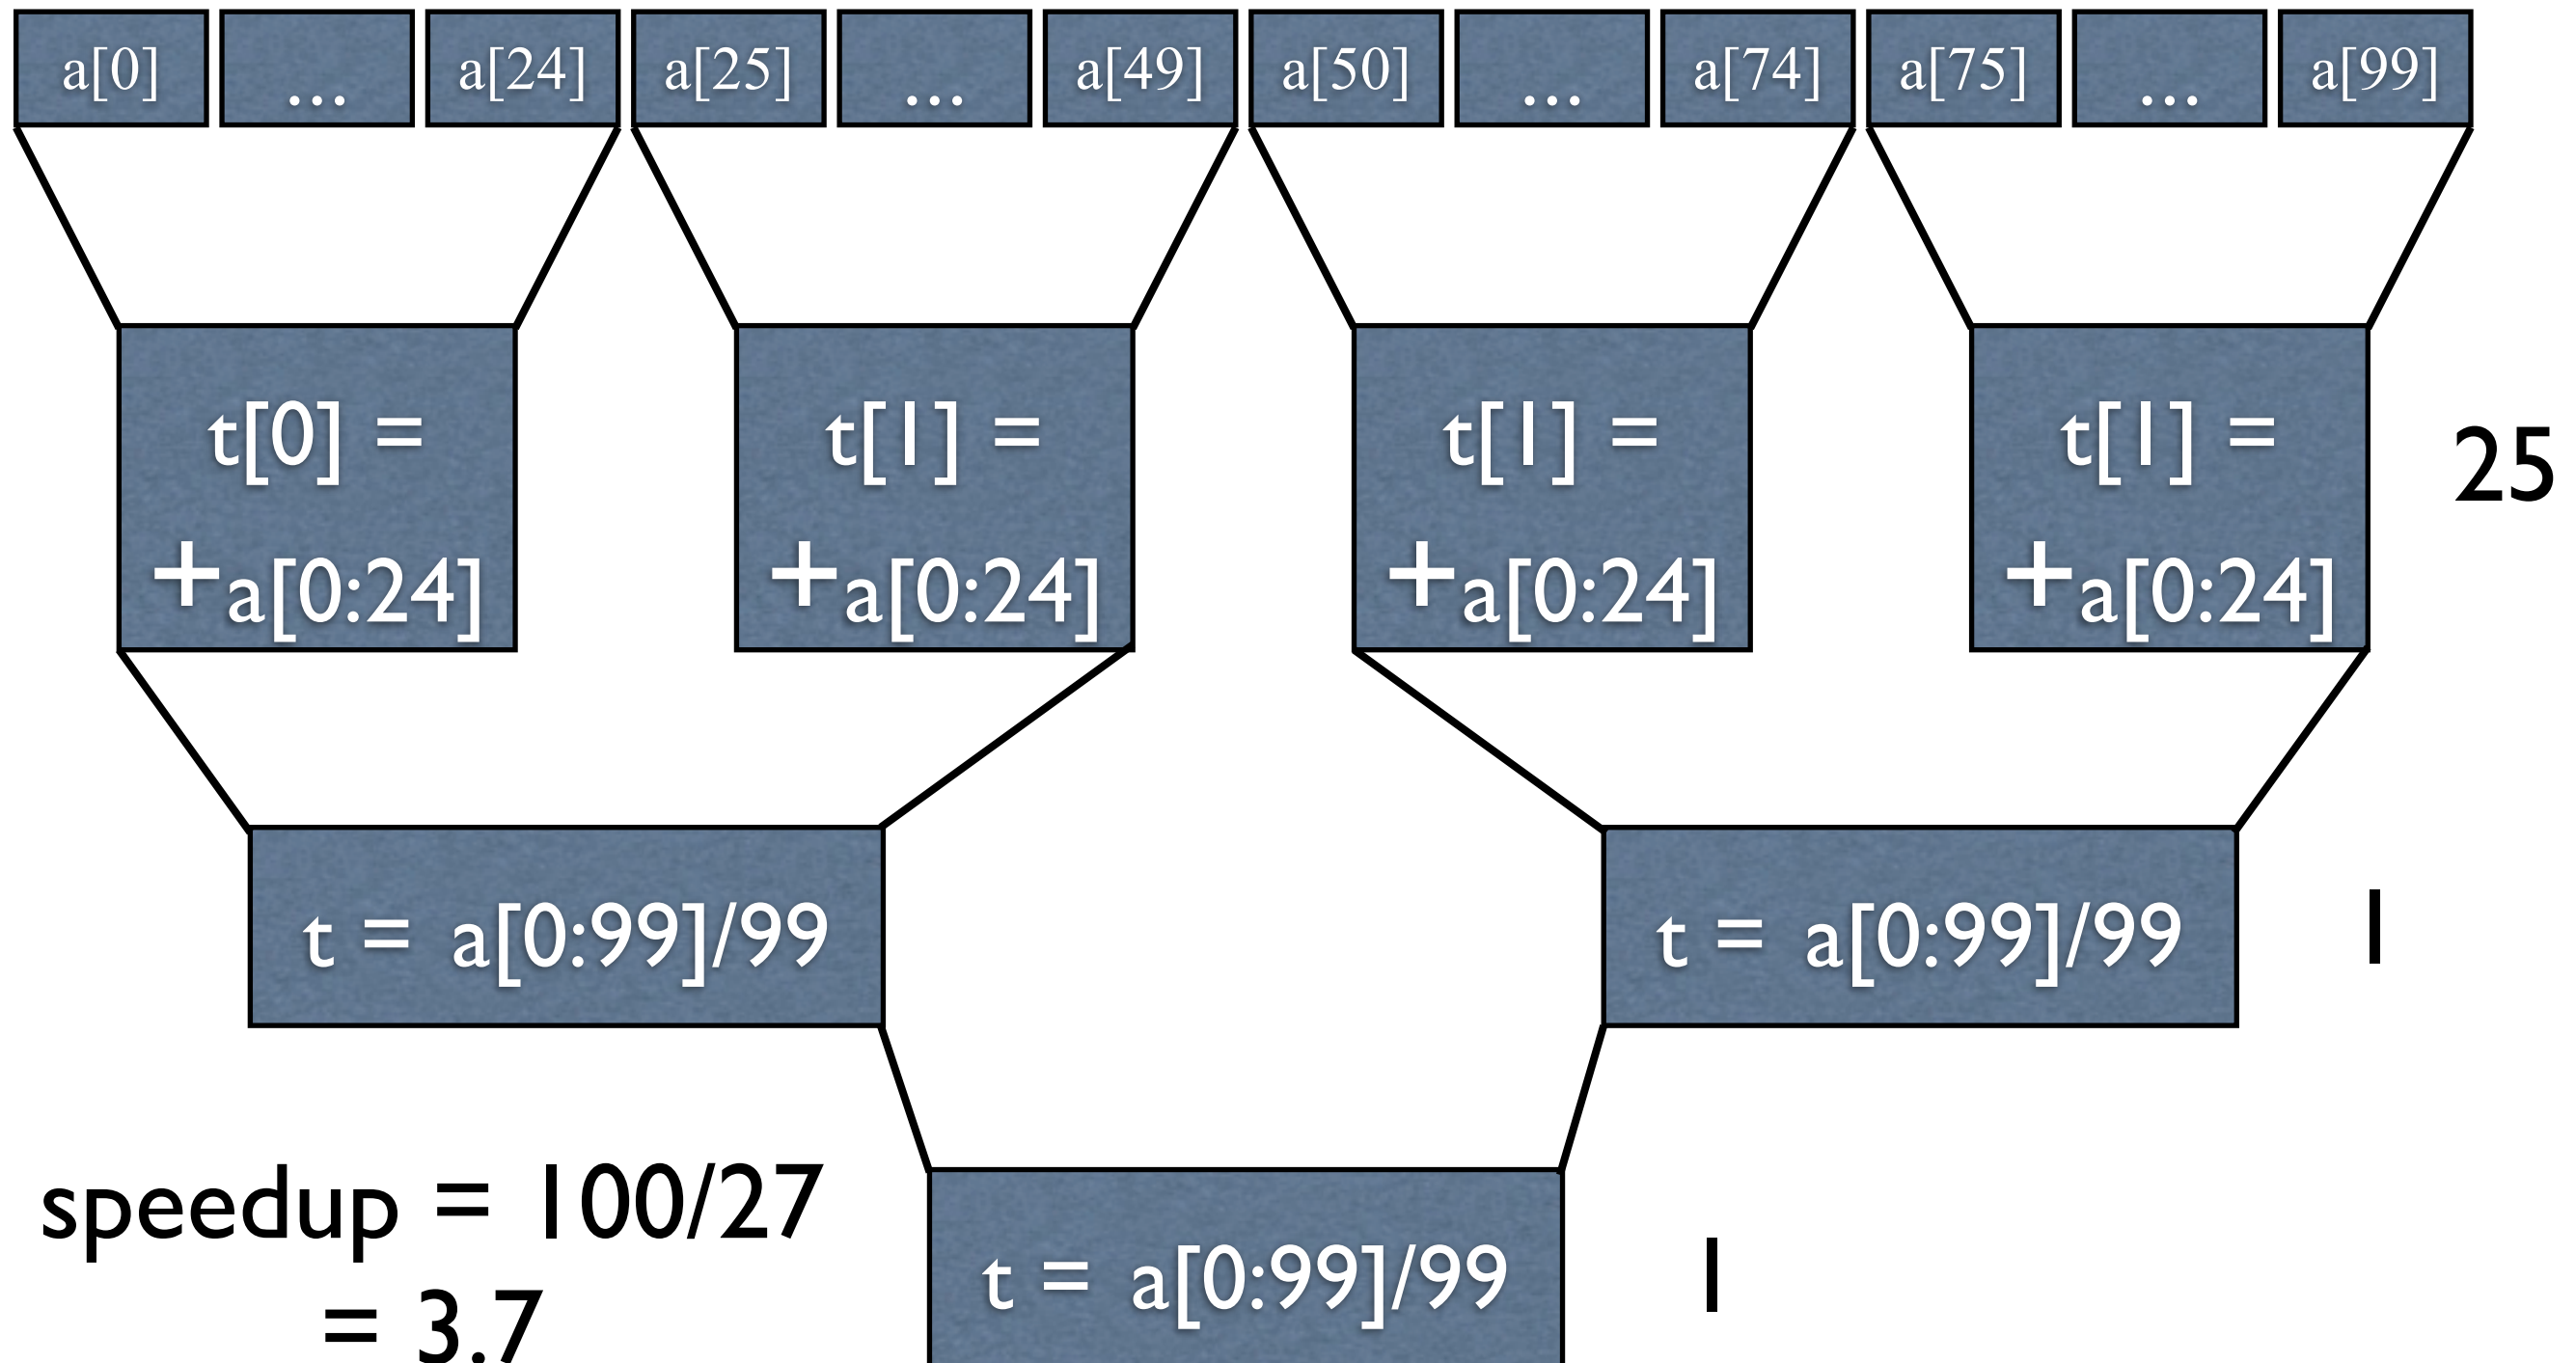 a[0] ... a[24] a[25] ... a[49] a[50] ... a[74] a[75] ... a[99]
t[0] =
+a[0:24]
t[1] =
+a[0:24]
t[1] =
+a[0:24]
t[1] =
+a[0:24]
25
t = a[0:99]/99
t = a[0:99]/99
1
speedup = 100/27
= 3.7
t = a[0:99]/99
1